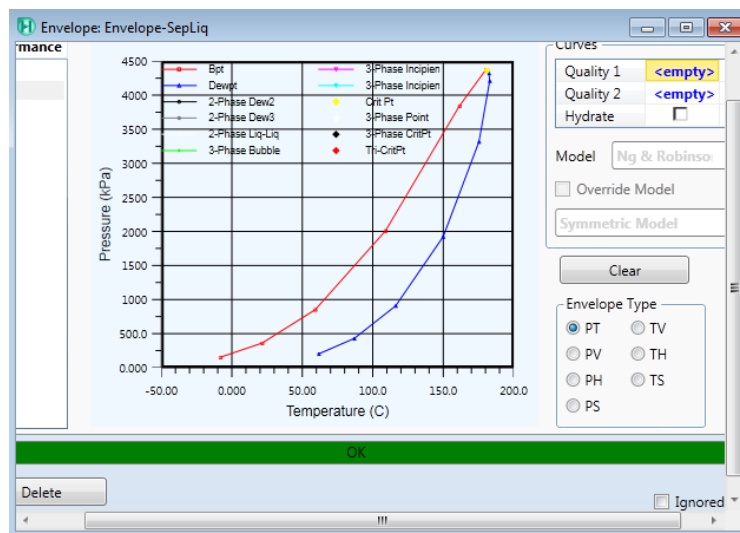 Envelope: Envelope-SepLiq
rmance
Curves
4500
4000
3500
3000
2500
2000
1500
1000
500.0
0.000
Pressure (kPa)
Bpt
Dewpt
2-Phase Dew2
2-Phase Dew3
2-Phase Liq-Liq
3-Phase Bubble
3-Phase Incipien
3-Phase Incipien
Crit Pt
3-Phase Point
3-Phase CritPt
Tri-CritPt
-50.00 0.000 50.00 100.0 150.0 200.0
Temperature (C)
Quality 1 <empty>
Quality 2 <empty>
Hydrate
Model Ng & Robinso
Override Model
Symmetric Model
Clear
Envelope Type
PT TV
PV TH
PH TS
PS
OK
Delete
Ignored